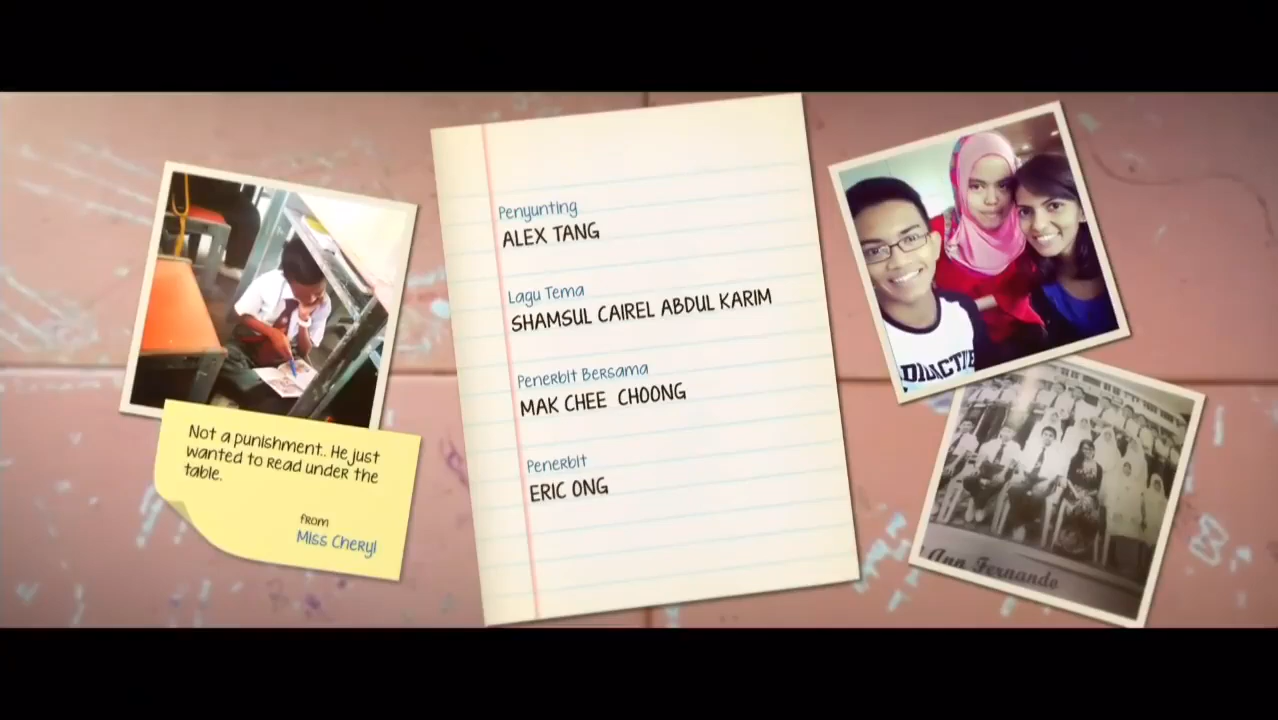 Penyunting
ALEX TANG
Lagu Tema
SHAMSUL CAIREL ABDUL KARIM
Penerbit Bersama
MAK CHEE CHOONG
Penerbit
ERIC ONG
Not a punishment.. He just
wanted to read under the
table.
from
Miss Cheryl
Ann Fernando